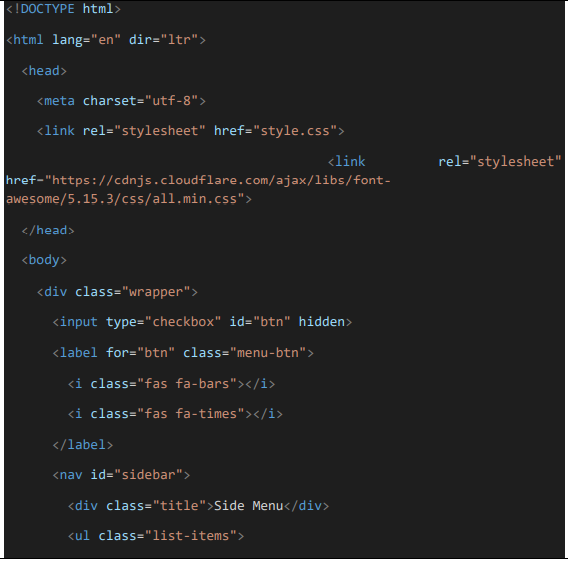 <!DOCTYPE html>
<html lang="en" dir="ltr">
<head>
<meta charset="utf-8">
<link rel="stylesheet" href="style.css">
<link rel="stylesheet"
href="https://cdnjs.cloudflare.com/ajax/libs/font-
awesome/5.15.3/css/all.min.css">
</head>
<body>
<div class="wrapper">
<input type="checkbox" id="btn" hidden>
<label for="btn" class="menu-btn">
<i class="fas fa-bars"></i>
<i class="fas fa-times"></i>
</label>
<nav id="sidebar">
<div class="title">Side Menu</div>
<ul class="list-items">